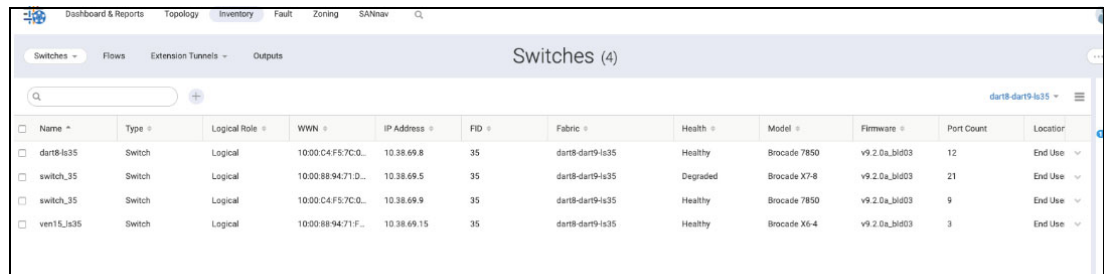 Dashboard & Reports Topology Inventory Fault Zoning SANnav
Switches Flows Extension Tunnels Outputs Switches (4)
dart8-dart9-ls35
Name Type Logical Role WWN IP Address FID Fabric Health Model Firmware Port Count Location
dart8-ls35 Switch Logical 10:00:C4:F5:7C:0... 10.38.69.8 35 dart8-dart9-ls35 Healthy Brocade 7850 v9.2.0a_bld03 12 End Use
switch_35 Switch Logical 10:00:88:94:71:D... 10.38.69.5 35 dart8-dart9-ls35 Degraded Brocade X7-8 v9.2.0a_bld03 21 End Use
switch_35 Switch Logical 10:00:C4:F5:7C:0... 10.38.69.9 35 dart8-dart9-ls35 Healthy Brocade 7850 v9.2.0a_bld03 9 End Use
ven15_ls35 Switch Logical 10:00:88:94:71:F... 10.38.69.15 35 dart8-dart9-ls35 Healthy Brocade X6-4 v9.2.0a_bld03 3 End Use